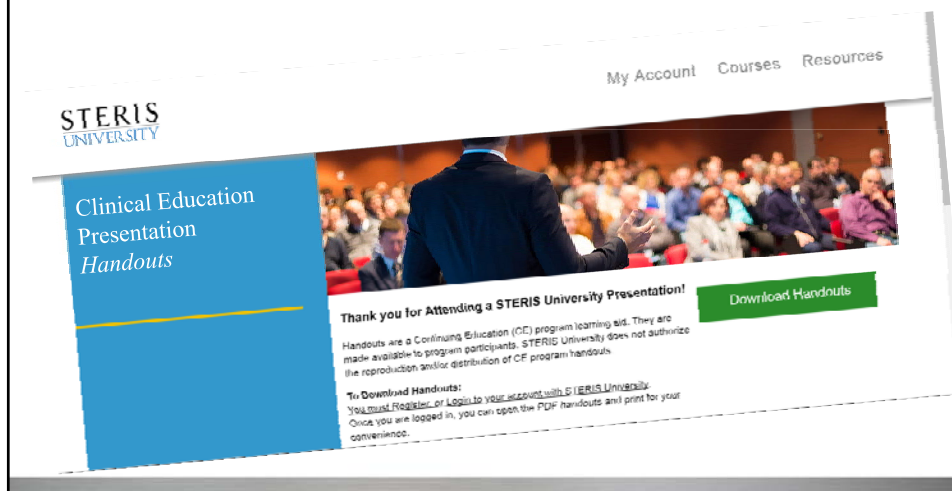 My Account Courses Resources
STERIS
UNIVERSITY
Clinical Education
Presentation
Handouts
Thank you for Attending a STERIS University Presentation!
Download Handouts
Handouts are a Continuing Education (CE) program learning aid. They are
made available to program participants. STERIS University does not authorize
the reproduction and/or distribution of CE program handouts
To Download Handouts:
You must Register, or Login to your account with STERIS University.
Once you are logged in, you can open the PDF handouts and print for your
convenience.